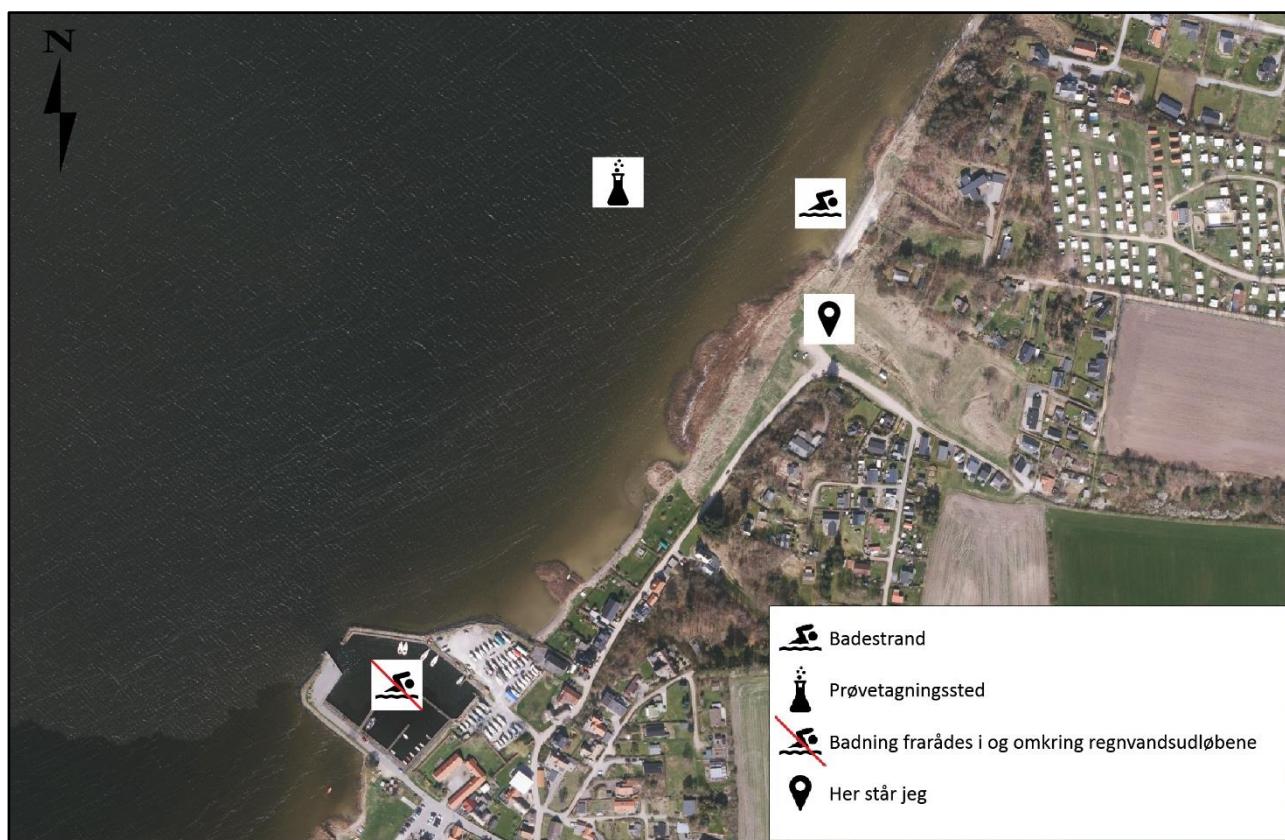 N
Badestrand
Prøvetagningssted
Badning frarådes i og omkring regnvandsudløbene
Her står jeg